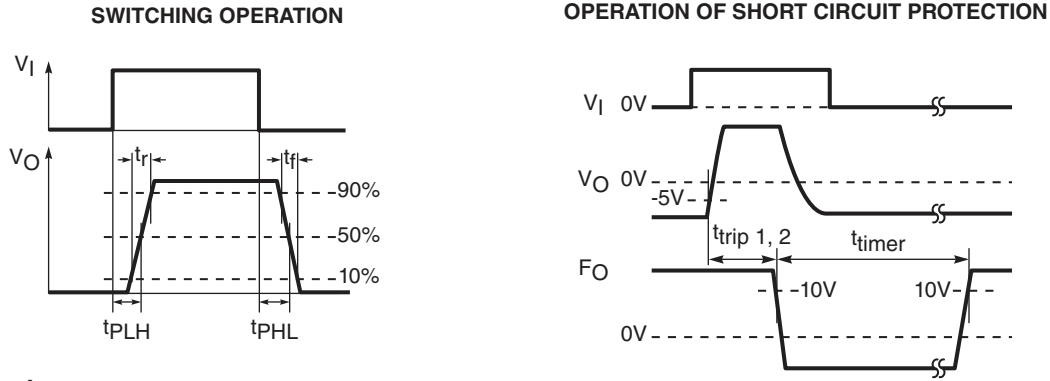 SWITCHING OPERATION
VI
VO
tr
tf
90%
50%
10%
tPLH
tPHL
OPERATION OF SHORT CIRCUIT PROTECTION
VI 0V
VO 0V
-5V
ttrip 1, 2
ttimer
FO
-10V
10V
0V